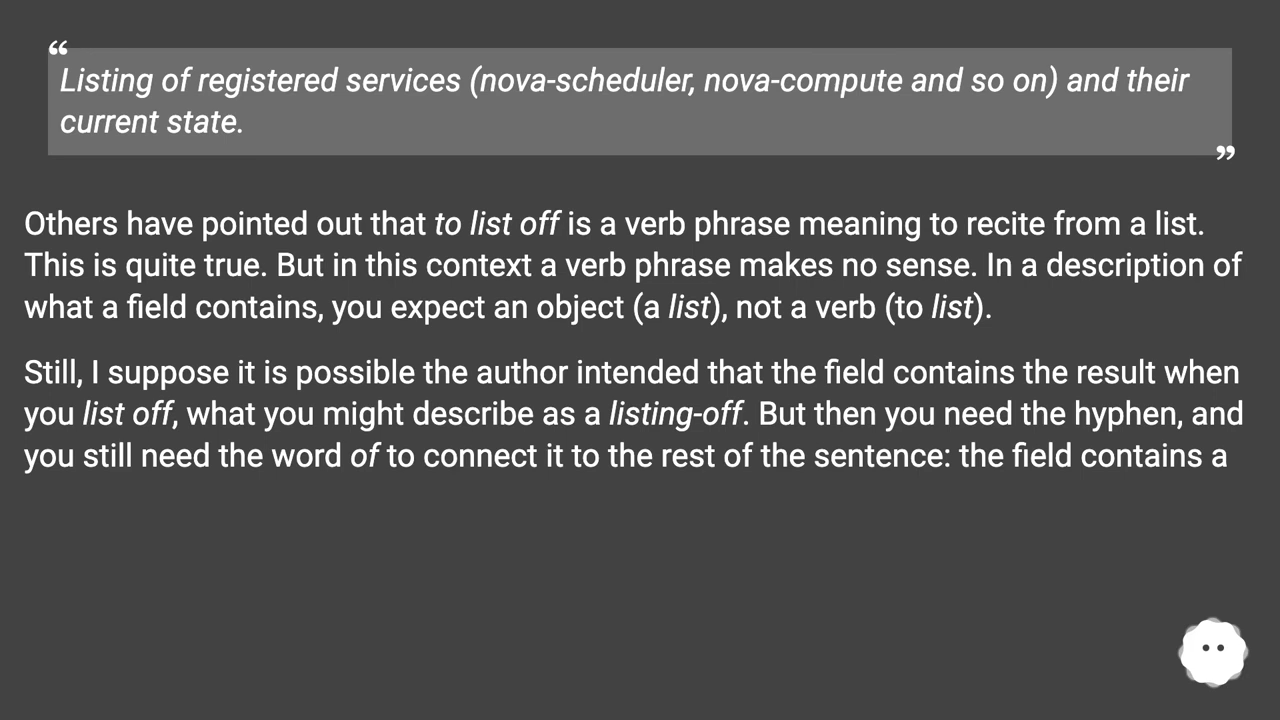 “
Listing of registered services (nova-scheduler, nova-compute and so on) and their
current state.
”
Others have pointed out that to list off is a verb phrase meaning to recite from a list.
This is quite true. But in this context a verb phrase makes no sense. In a description of
what a field contains, you expect an object (a list), not a verb (to list).
Still, I suppose it is possible the author intended that the field contains the result when
you list off, what you might describe as a listing-off. But then you need the hyphen, and
you still need the word of to connect it to the rest of the sentence: the field contains a